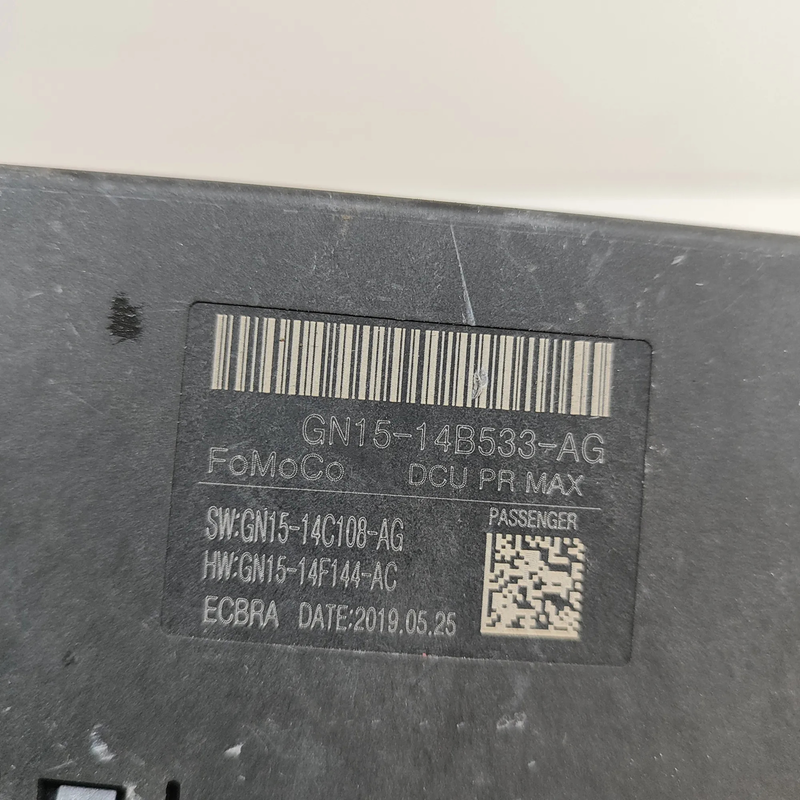 GN15-14B533-AG
FoMoCo DCU PR MAX
PASSENGER
SW:GN15-14C108-AG
HW:GN15-14F144-AC
ECBRA DATE:2019.05.25